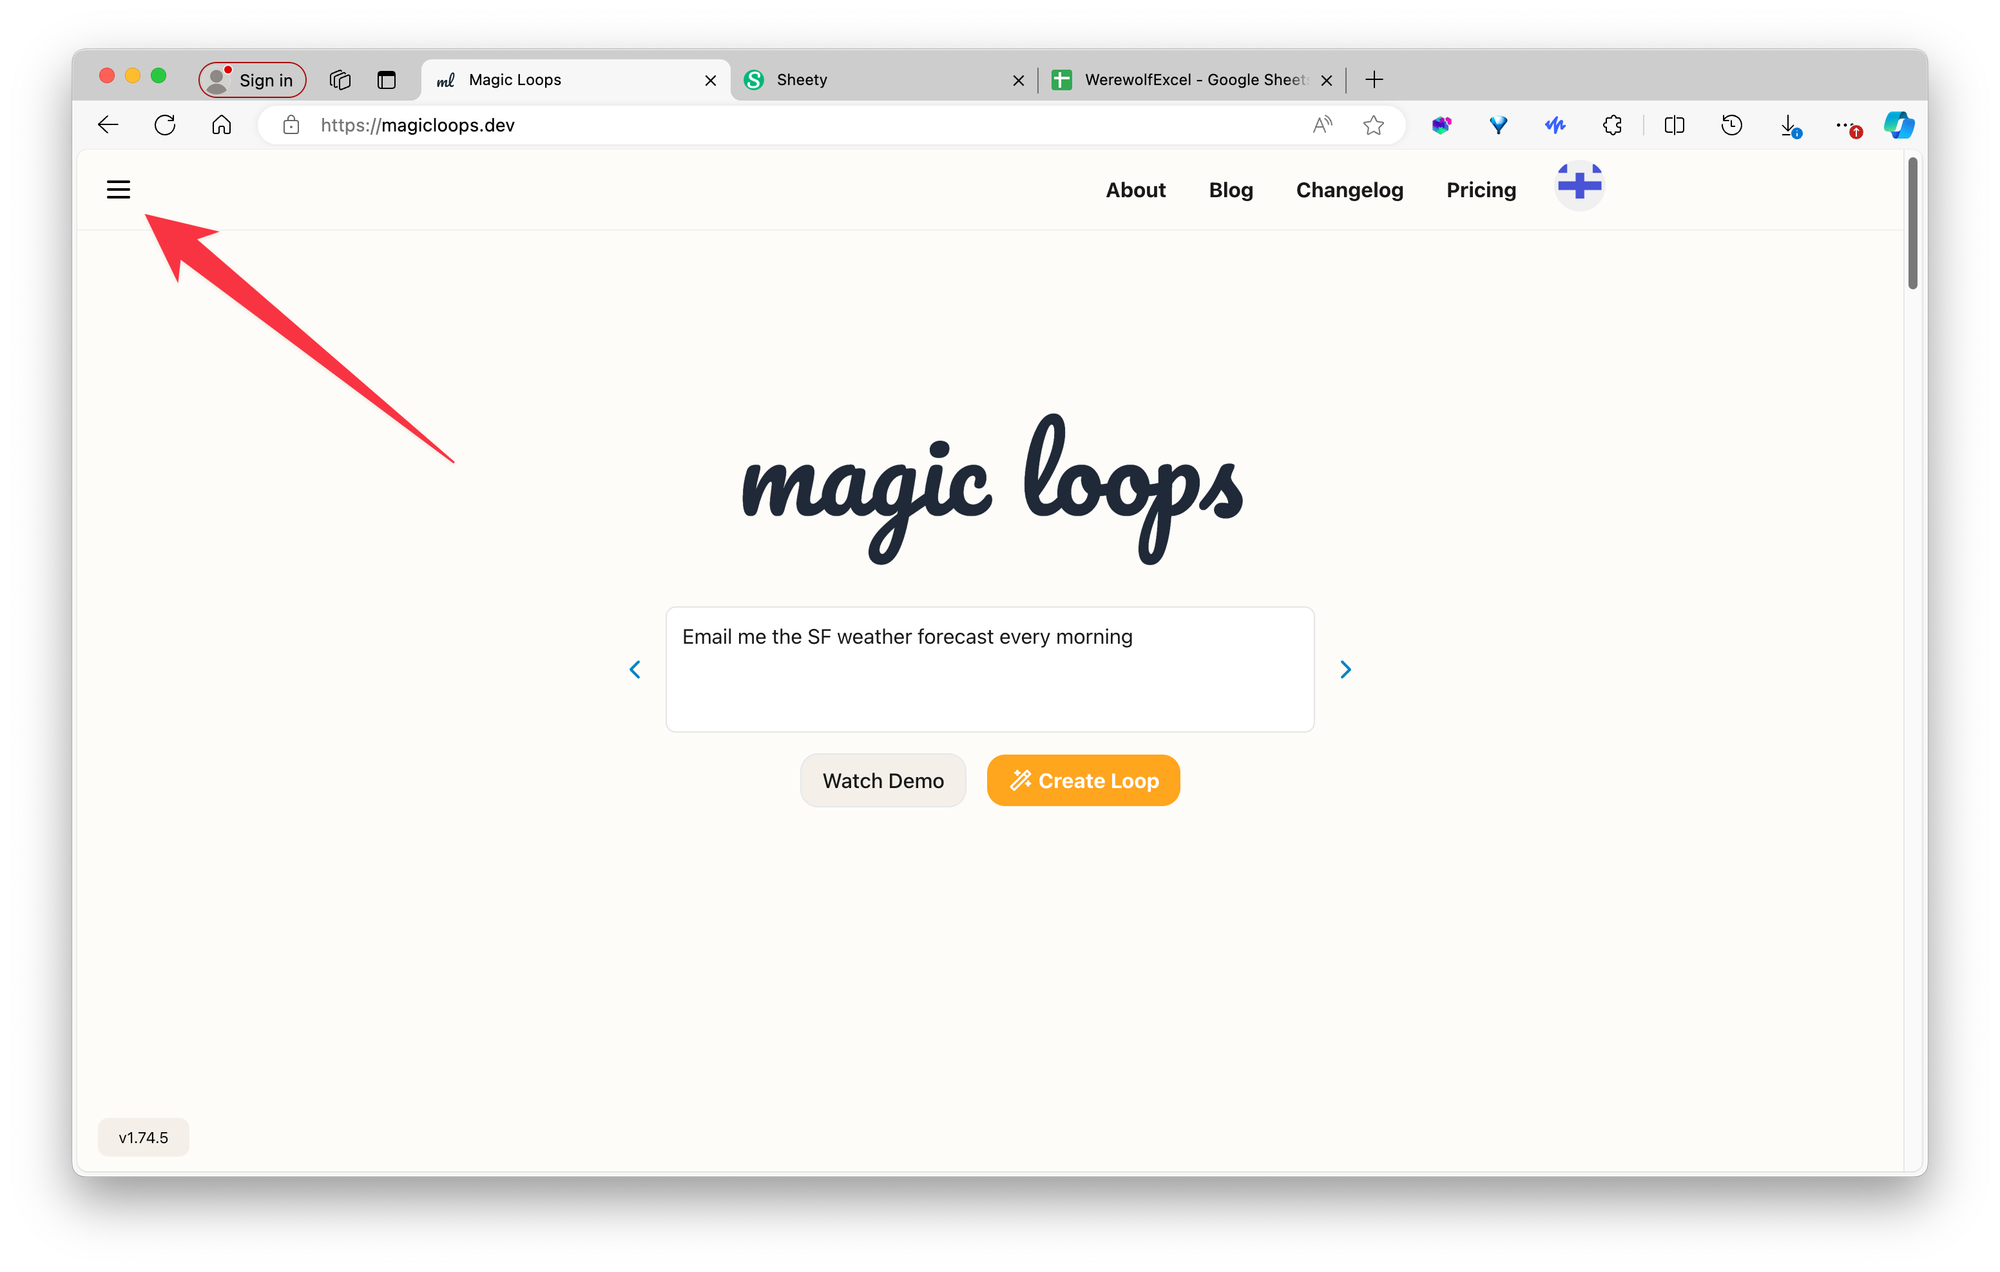 Sign in
ml Magic Loops
S Sheety
WerewolfExcel - Google Sheets
https://magicloops.dev
About Blog Changelog Pricing
magic loops
Email me the SF weather forecast every morning
Watch Demo Create Loop
v1.74.5